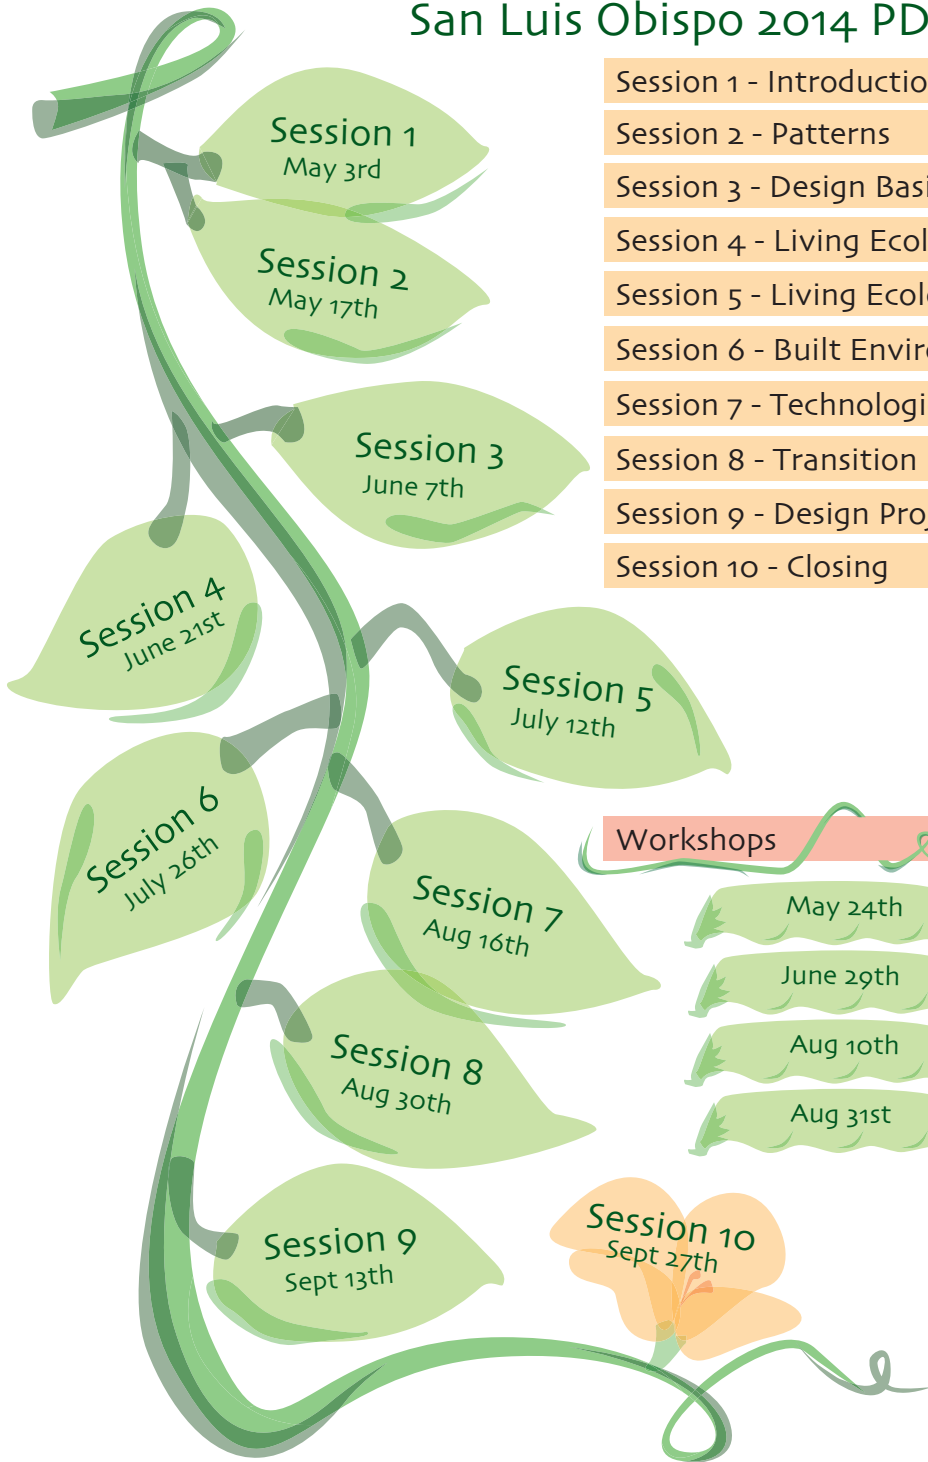 San Luis Obispo 2014 PD
Session 1 - Introductio
Session 2 - Patterns
Session 3 - Design Basi
Session 4 - Living Ecol
Session 5 - Living Ecol
Session 6 - Built Enviro
Session 7 - Technologi
Session 8 - Transition
Session 9 - Design Proj
Session 10 - Closing
Session 1
May 3rd
Session 2
May 17th
Session 3
June 7th
Session 4
June 21st
Session 5
July 12th
Session 6
July 26th
Session 7
Aug 16th
Session 8
Aug 30th
Session 9
Sept 13th
Session 10
Sept 27th
Workshops
May 24th
June 29th
Aug 10th
Aug 31st